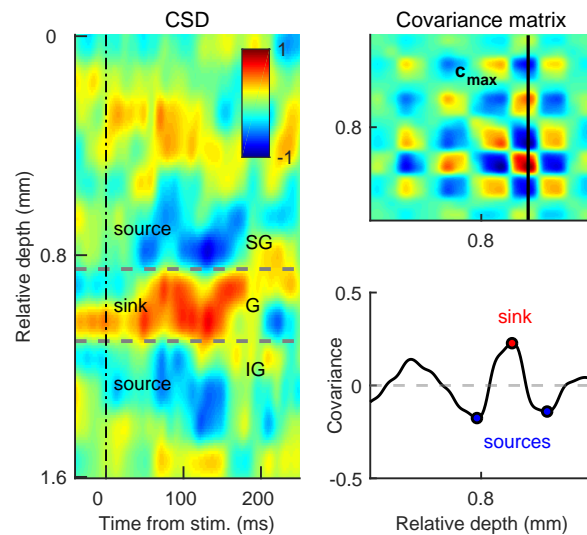 CSD
0
0.8
1.6
Relative depth (mm)
1
-1
source
SG
sink
G
source
IG
0
100
200
Time from stim. (ms)
Covariance matrix
c_max
0.8
0.8
0.5
0
-0.5
Covariance
sink
sources
0.8
Relative depth (mm)